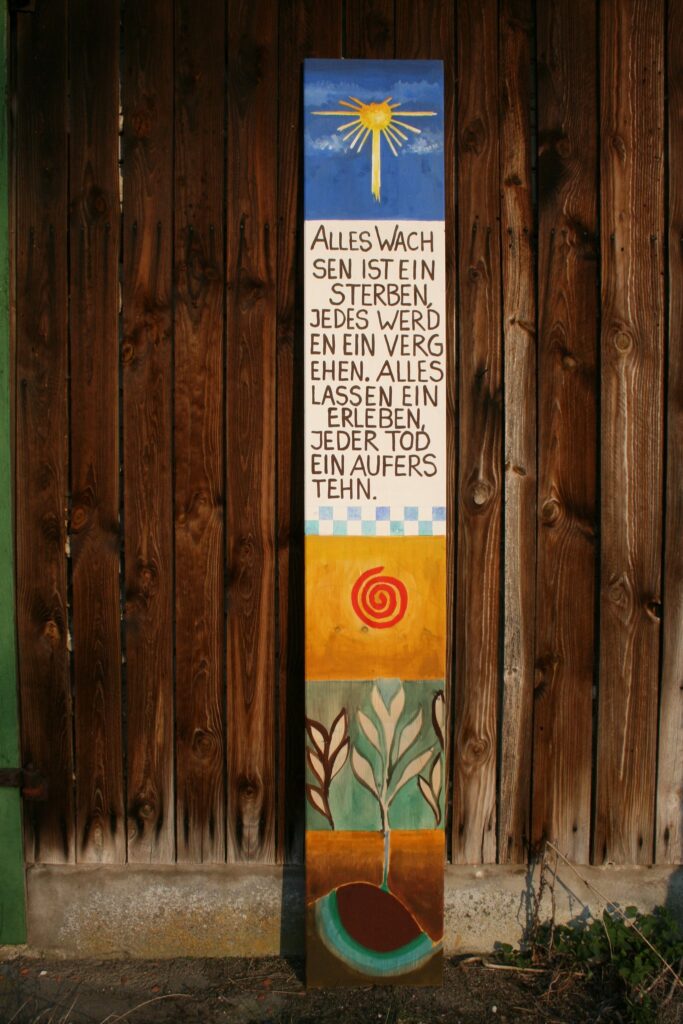 ALLES WACH
SEN IST EIN
STERBEN,
JEDES WERD
EN EIN VERG
EHEN. ALLES
LASSEN EIN
ERLEBEN,
JEDER TOD
EIN AUFERS
TEHN.